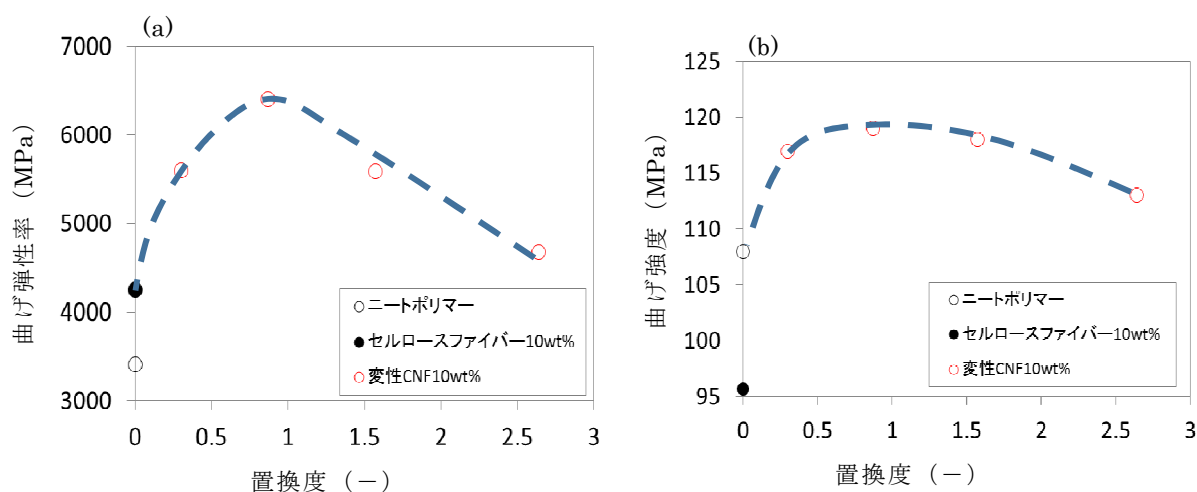 (a)
7000
6000
5000
4000
3000
曲げ弾性率（MPa）
○ニートポリマー
●セルロースファイバー10wt%
○変性CNF10wt%
0 0.5 1 1.5 2 2.5 3
置換度（−）
(b)
125
120
115
110
105
100
95
曲げ強度（MPa）
○ニートポリマー
●セルロースファイバー10wt%
○変性CNF10wt%
0 0.5 1 1.5 2 2.5 3
置換度（−）